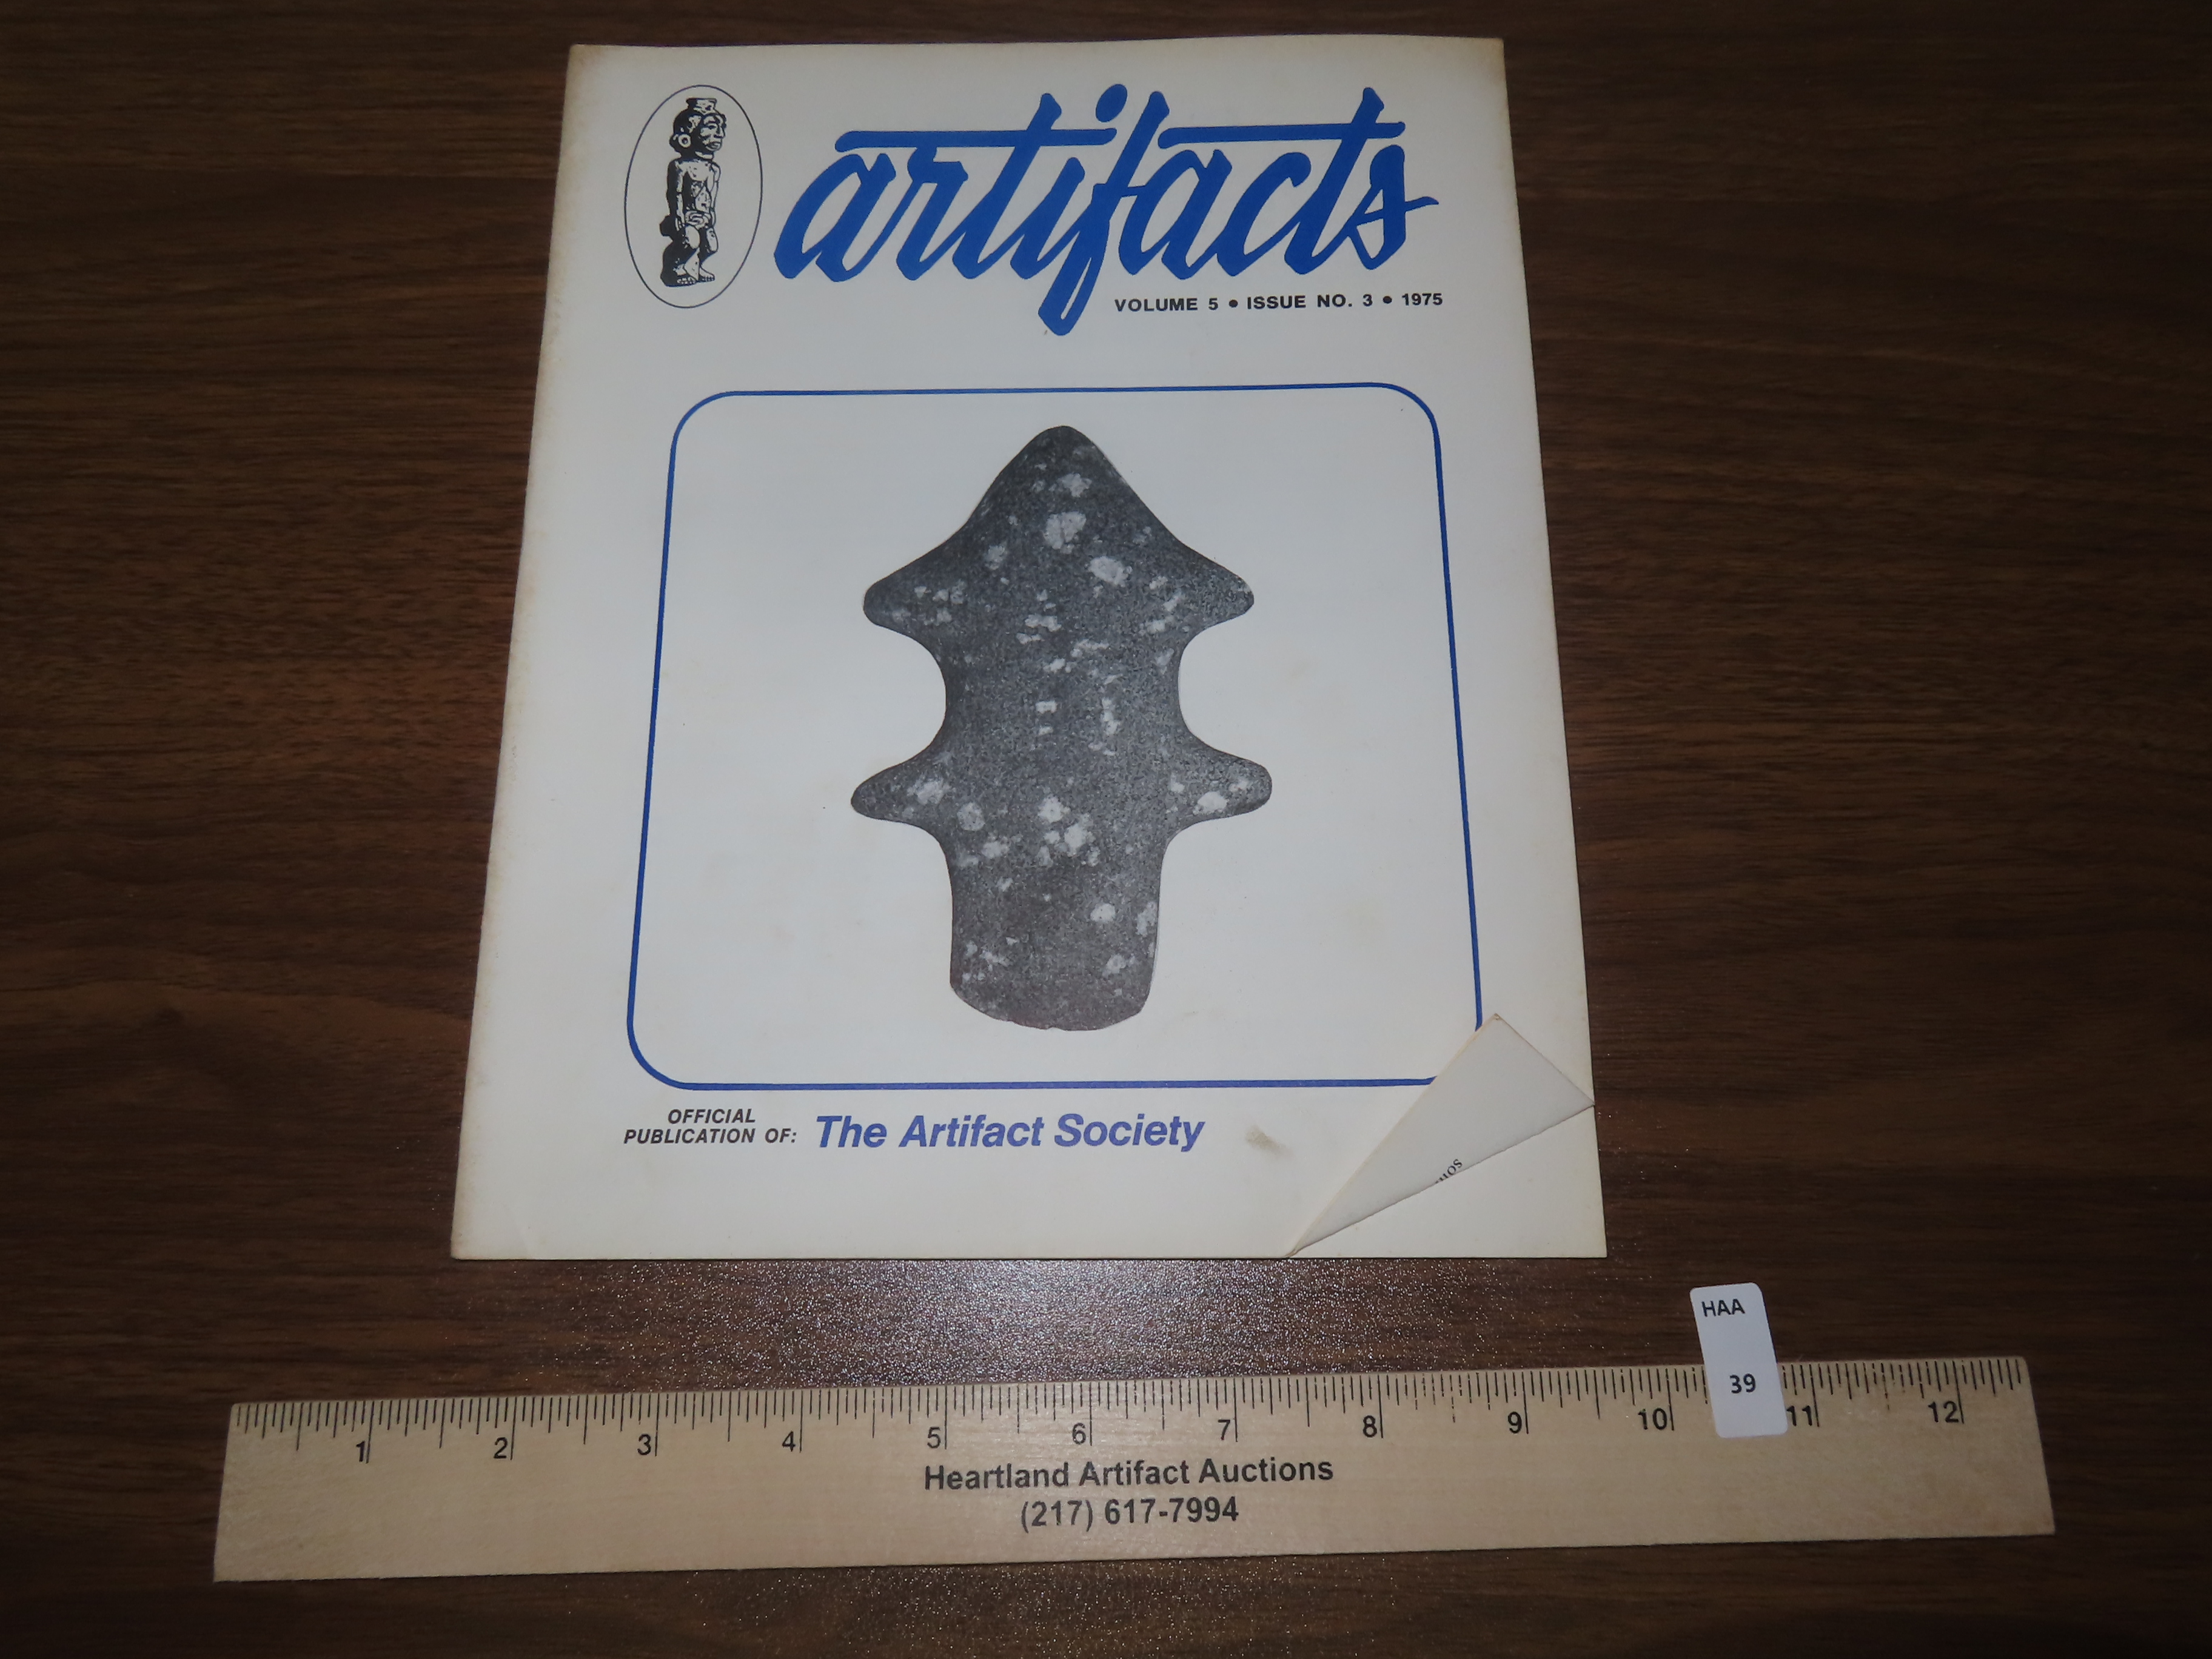 artifacts
VOLUME 5 • ISSUE NO. 3 • 1975
OFFICIAL
PUBLICATION OF: The Artifact Society
HAA
39
1 2 3 4 5 6 7 8 9 10 11 12
Heartland Artifact Auctions
(217) 617-7994